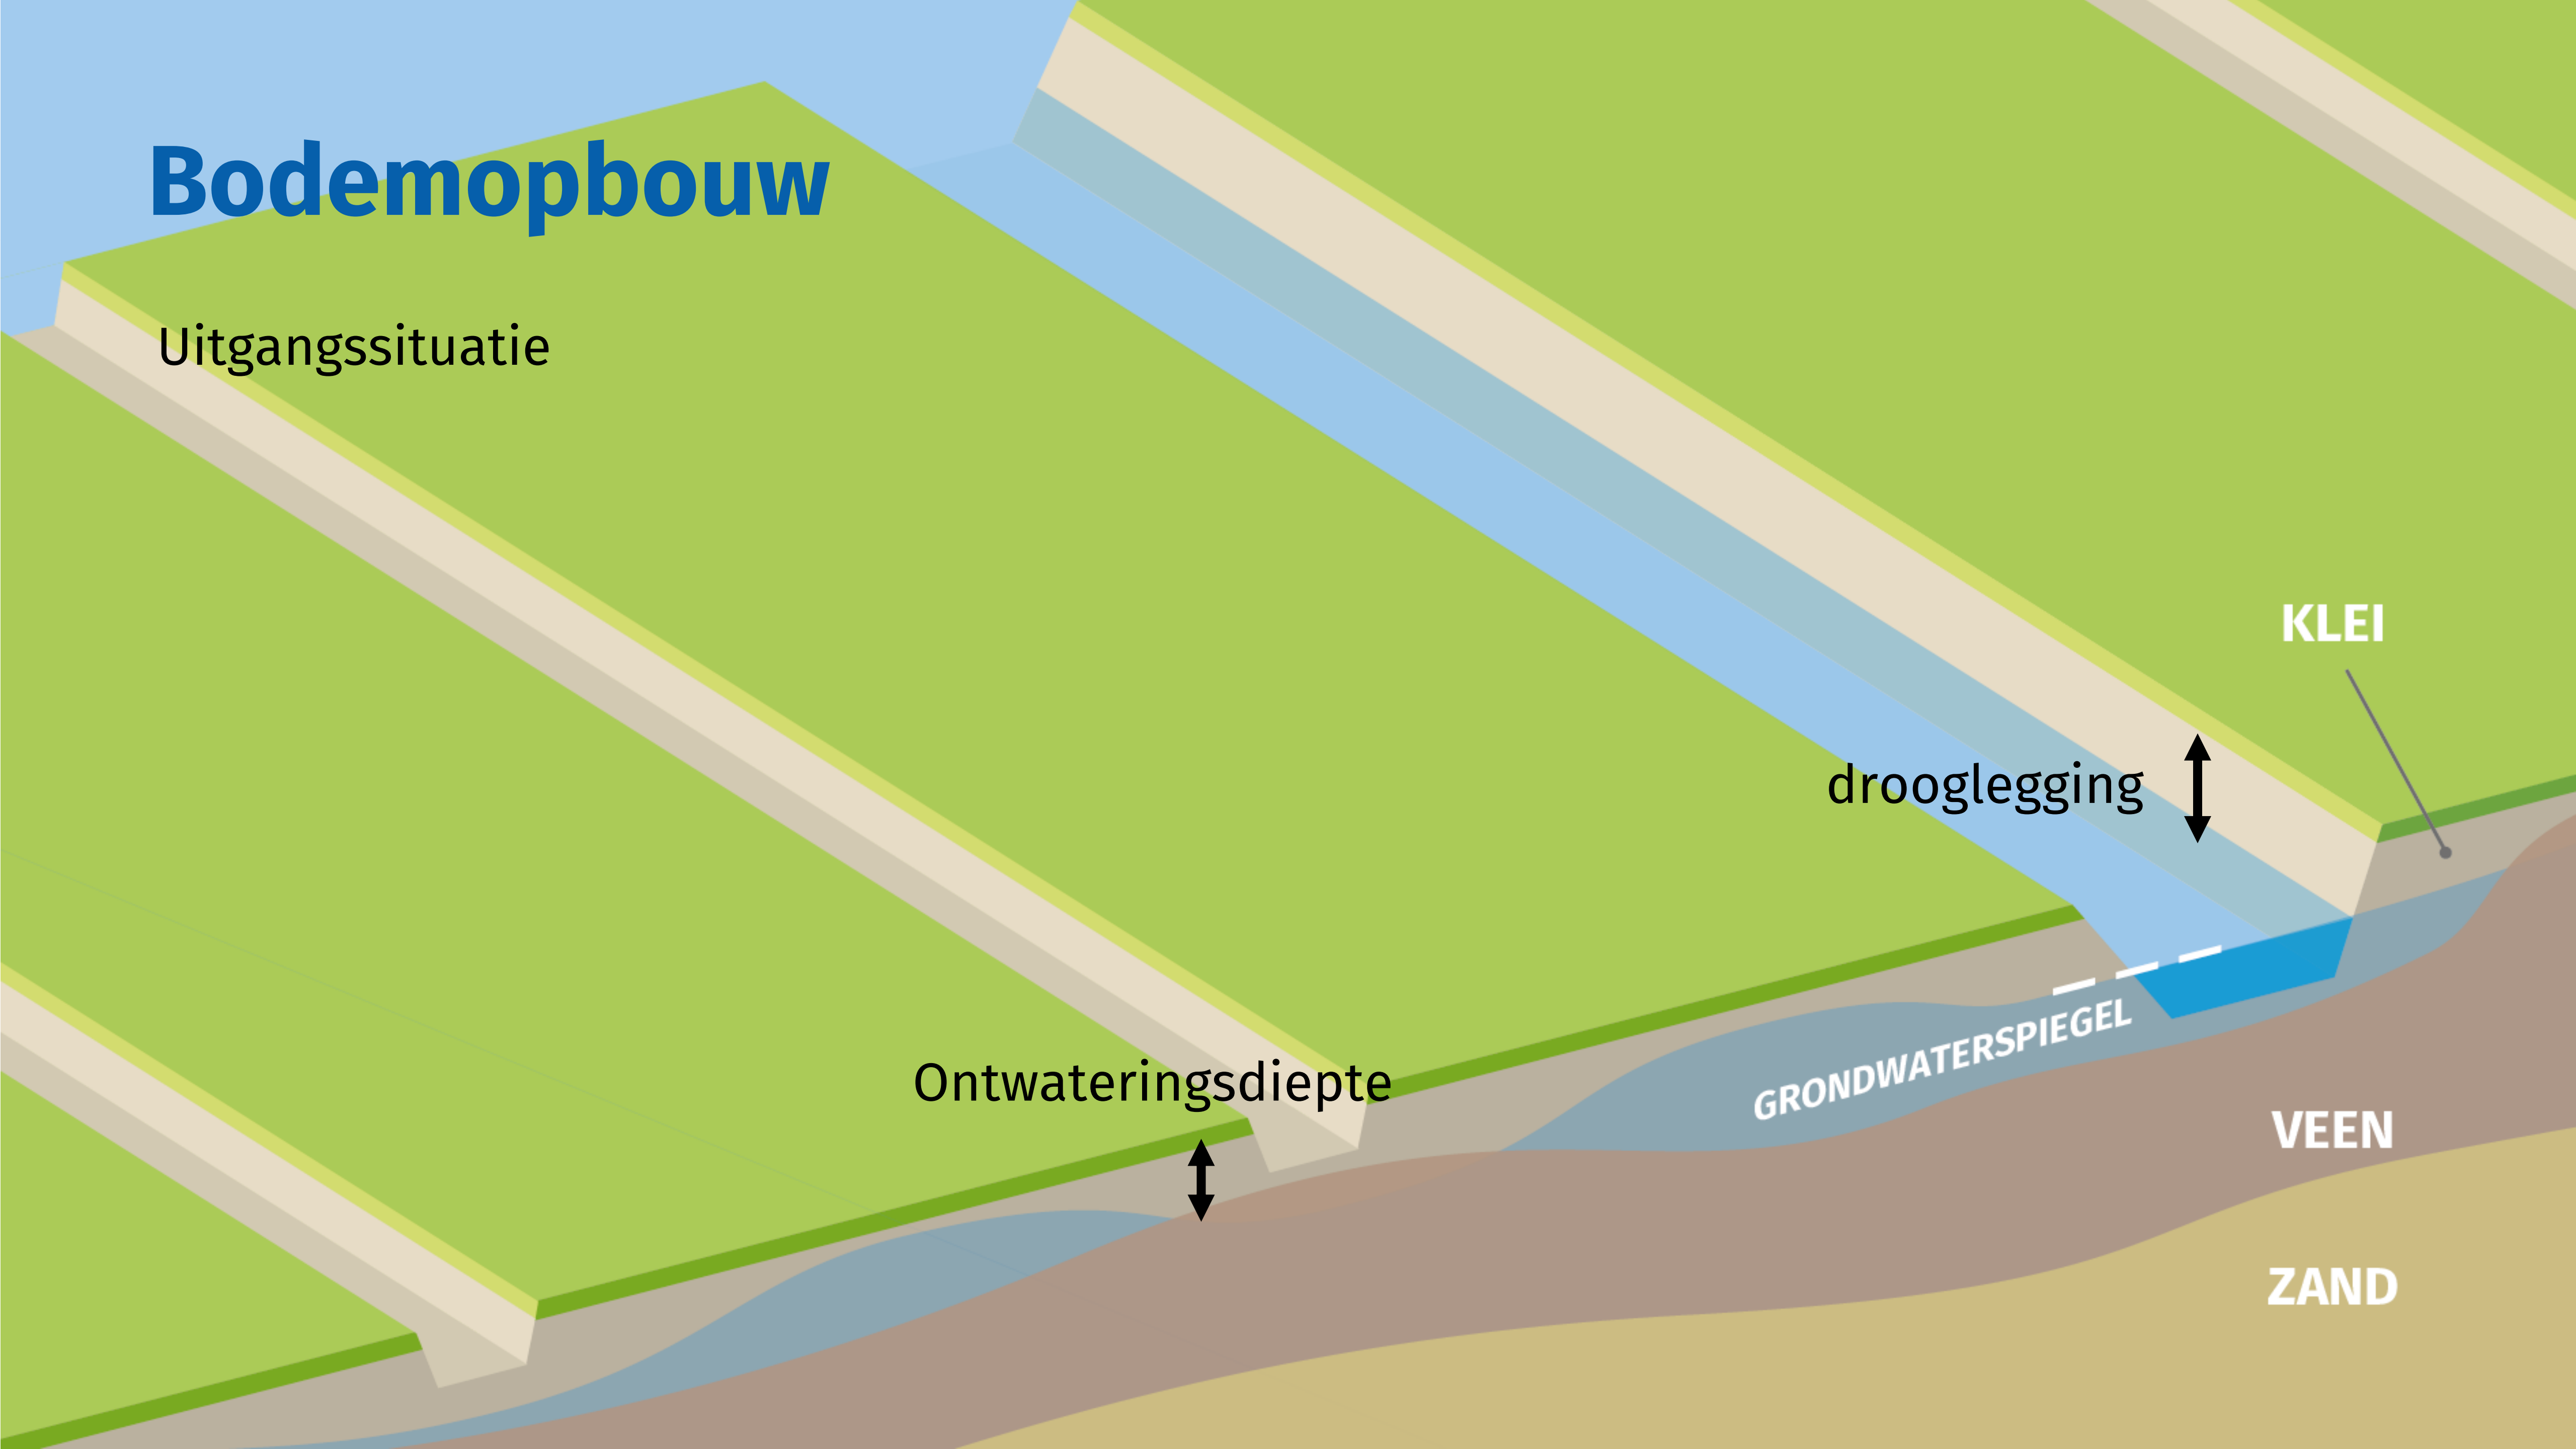 Bodemopbouw
Uitgangssituatie
KLEI
drooglegging
GRONDWATERSPIEGEL
Ontwateringsdiepte
VEEN
ZAND